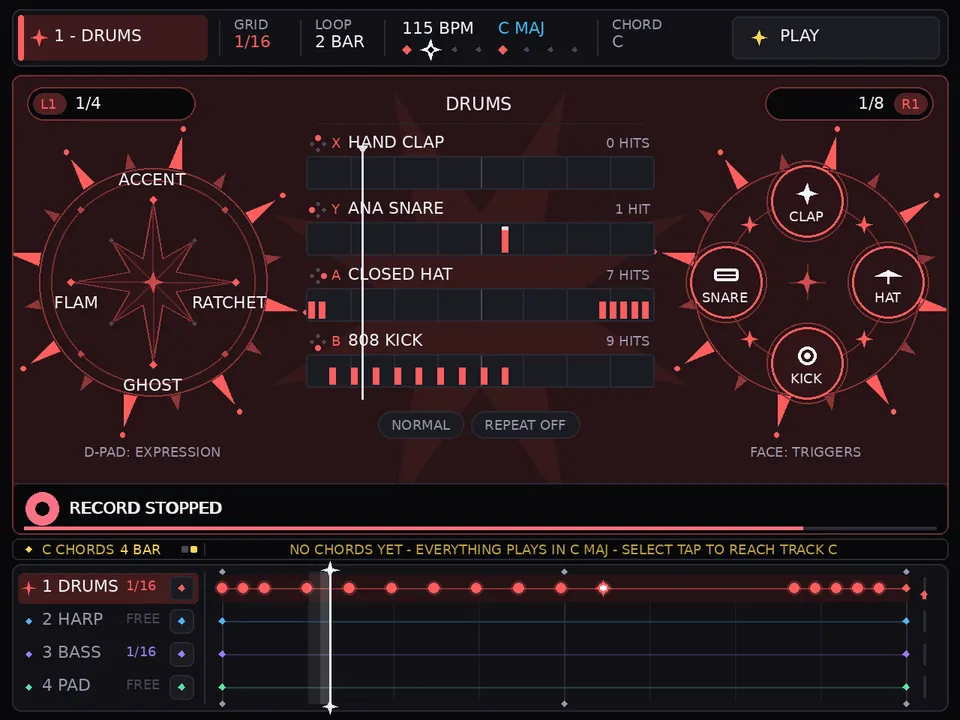 1 - DRUMS
GRID
1/16
LOOP
2 BAR
115 BPM
C MAJ
CHORD
C
PLAY
L1 1/4
DRUMS
1/8 R1
X HAND CLAP 0 HITS
Y ANA SNARE 1 HIT
A CLOSED HAT 7 HITS
B 808 KICK 9 HITS
ACCENT
FLAM
RATCHET
GHOST
D-PAD: EXPRESSION
CLAP
SNARE
HAT
KICK
FACE: TRIGGERS
NORMAL
REPEAT OFF
RECORD STOPPED
C CHORDS 4 BAR
NO CHORDS YET - EVERYTHING PLAYS IN C MAJ - SELECT TAP TO REACH TRACK C
1 DRUMS 1/16
2 HARP FREE
3 BASS 1/16
4 PAD FREE